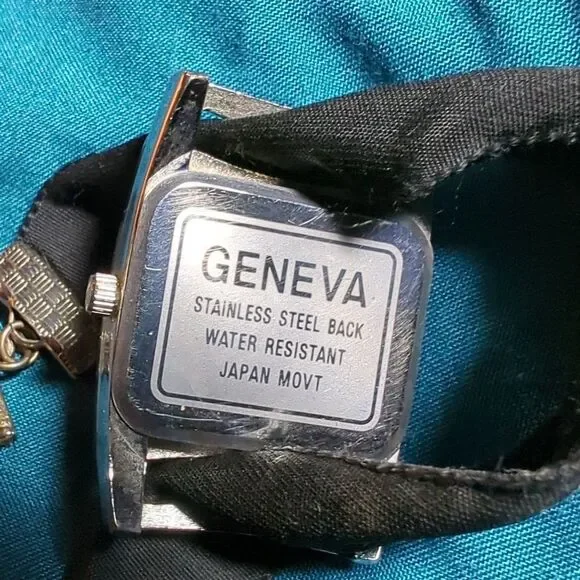 GENEVA
STAINLESS STEEL BACK
WATER RESISTANT
JAPAN MOVT